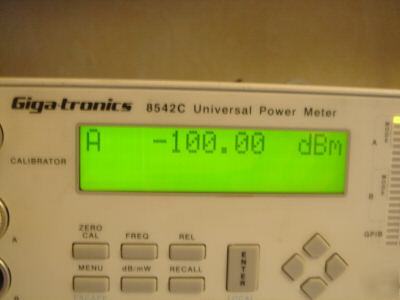 Giga-tronics 8542C Universal Power Meter
A -100.00 dBm
CALIBRATOR
A
B
GPIB
ZERO CAL
FREQ
REL
MENU
dB/mW
RECALL
ENTER
A
B